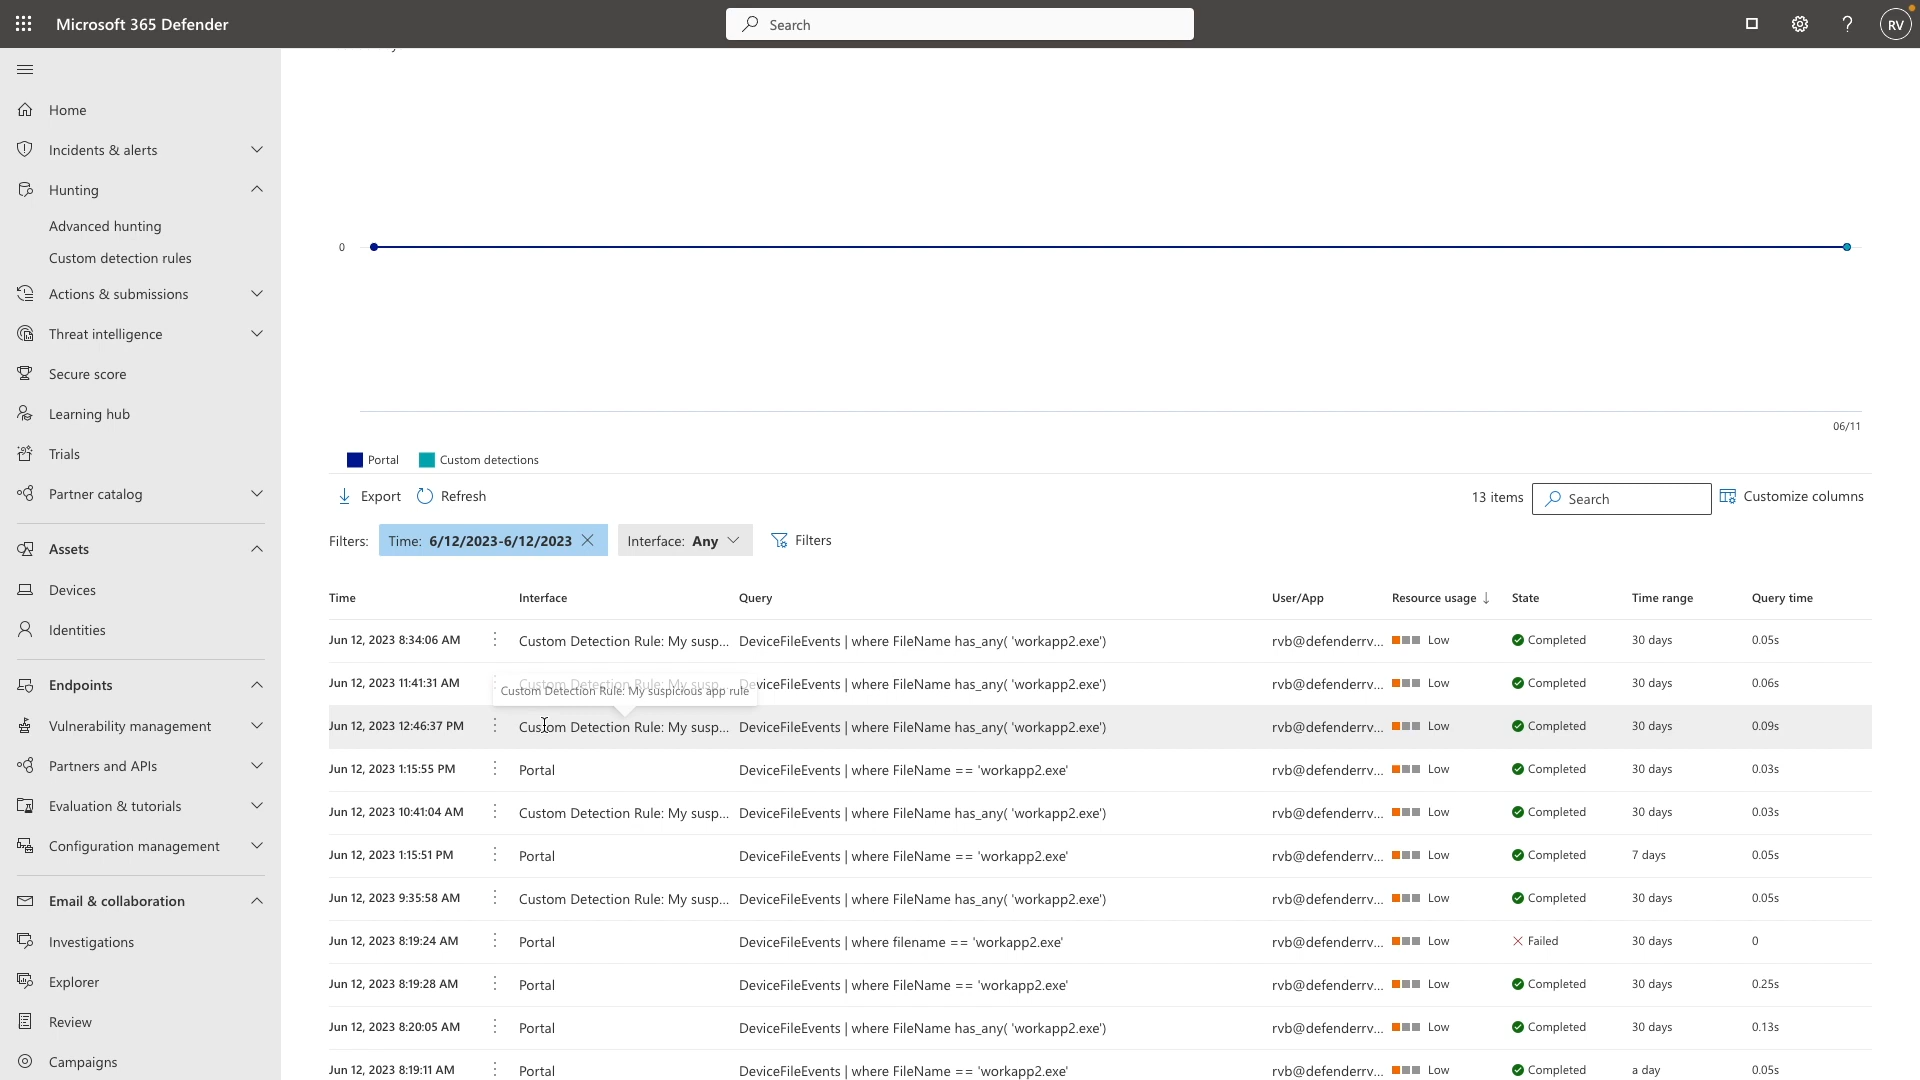 Microsoft 365 Defender
Search
RV
Home
Incidents & alerts
Hunting
Advanced hunting
Custom detection rules
Actions & submissions
Threat intelligence
Secure score
Learning hub
Trials
Partner catalog
Assets
Devices
Identities
Endpoints
Vulnerability management
Partners and APIs
Evaluation & tutorials
Configuration management
Email & collaboration
Investigations
Explorer
Review
Campaigns
0
06/11
Portal Custom detections
Export Refresh 13 items Search Customize columns
Filters: Time: 6/12/2023-6/12/2023 Interface: Any Filters
Time Interface Query User/App Resource usage ↓ State Time range Query time
Jun 12, 2023 8:34:06 AM Custom Detection Rule: My susp... DeviceFileEvents | where FileName has_any( 'workapp2.exe') rvb@defenderrv... Low Completed 30 days 0.05s
Jun 12, 2023 11:41:31 AM Custom Detection Rule: My susp... DeviceFileEvents | where FileName has_any( 'workapp2.exe') rvb@defenderrv... Low Completed 30 days 0.06s
Custom Detection Rule: My suspicious app rule
Jun 12, 2023 12:46:37 PM Custom Detection Rule: My susp... DeviceFileEvents | where FileName has_any( 'workapp2.exe') rvb@defenderrv... Low Completed 30 days 0.09s
Jun 12, 2023 1:15:55 PM Portal DeviceFileEvents | where FileName == 'workapp2.exe' rvb@defenderrv... Low Completed 30 days 0.03s
Jun 12, 2023 10:41:04 AM Custom Detection Rule: My susp... DeviceFileEvents | where FileName has_any( 'workapp2.exe') rvb@defenderrv... Low Completed 30 days 0.03s
Jun 12, 2023 1:15:51 PM Portal DeviceFileEvents | where FileName == 'workapp2.exe' rvb@defenderrv... Low Completed 7 days 0.05s
Jun 12, 2023 9:35:58 AM Custom Detection Rule: My susp... DeviceFileEvents | where FileName has_any( 'workapp2.exe') rvb@defenderrv... Low Completed 30 days 0.05s
Jun 12, 2023 8:19:24 AM Portal DeviceFileEvents | where filename == 'workapp2.exe' rvb@defenderrv... Low Failed 30 days 0
Jun 12, 2023 8:19:28 AM Portal DeviceFileEvents | where FileName == 'workapp2.exe' rvb@defenderrv... Low Completed 30 days 0.25s
Jun 12, 2023 8:20:05 AM Portal DeviceFileEvents | where FileName has_any( 'workapp2.exe') rvb@defenderrv... Low Completed 30 days 0.13s
Jun 12, 2023 8:19:11 AM Portal DeviceFileEvents | where FileName == 'workapp2.exe' rvb@defenderrv... Low Completed a day 0.05s